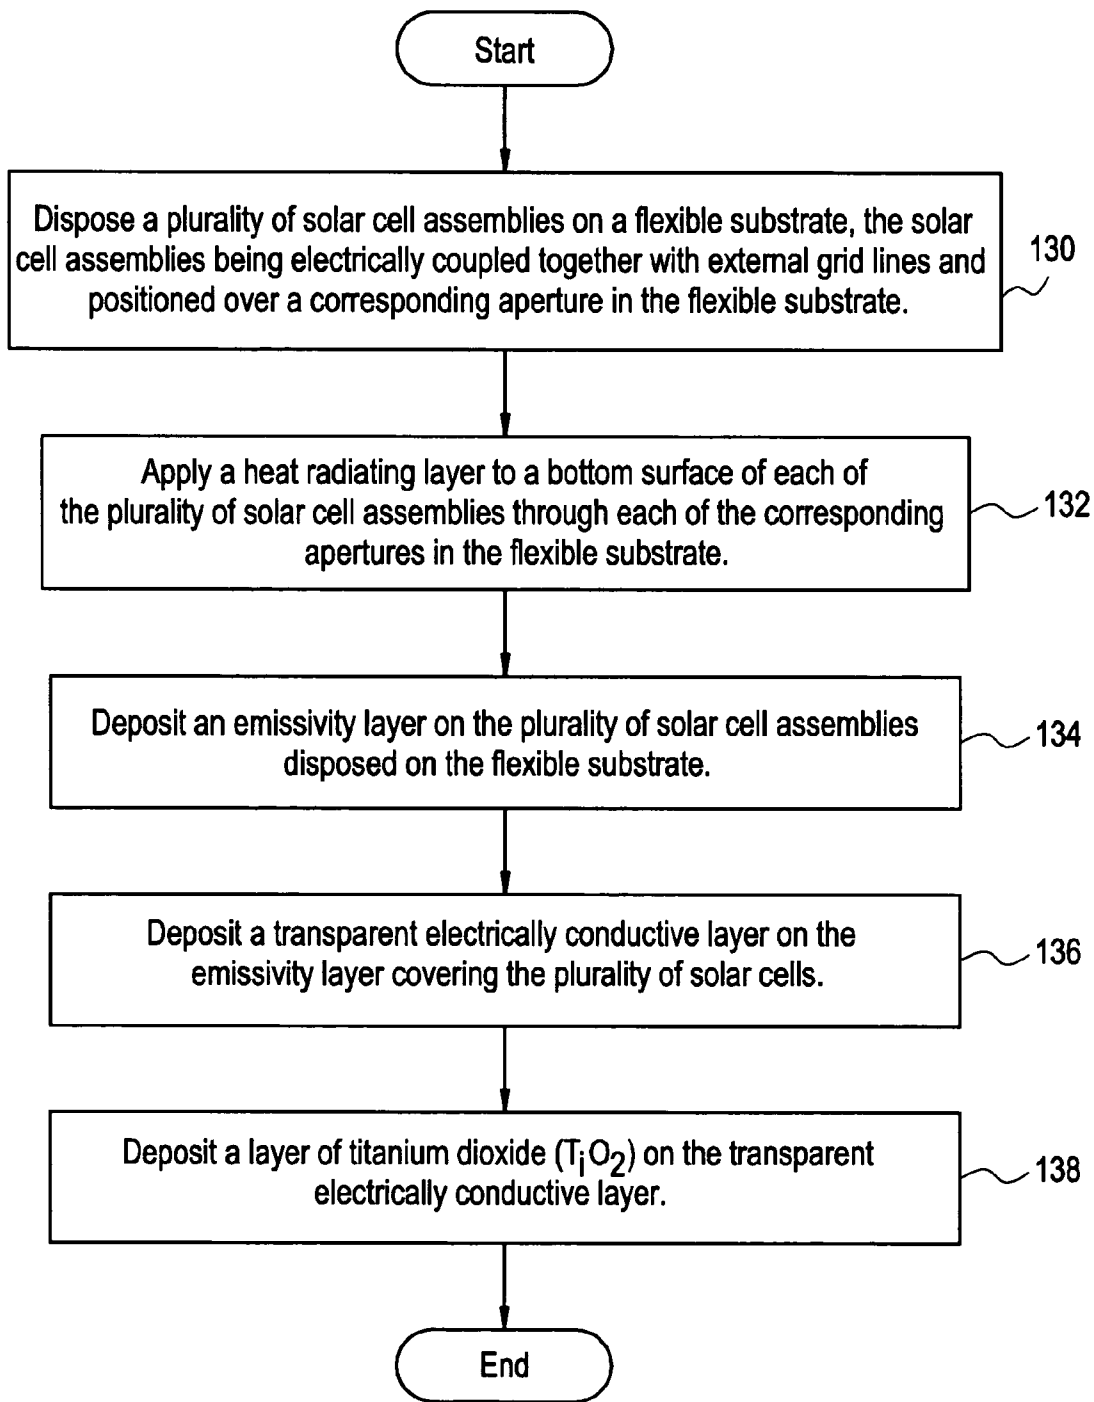 Start
Dispose a plurality of solar cell assemblies on a flexible substrate, the solar
cell assemblies being electrically coupled together with external grid lines and
positioned over a corresponding aperture in the flexible substrate.
130
Apply a heat radiating layer to a bottom surface of each of
the plurality of solar cell assemblies through each of the corresponding
apertures in the flexible substrate.
132
Deposit an emissivity layer on the plurality of solar cell assemblies
disposed on the flexible substrate.
134
Deposit a transparent electrically conductive layer on the
emissivity layer covering the plurality of solar cells.
136
Deposit a layer of titanium dioxide (TiO2) on the transparent
electrically conductive layer.
138
End